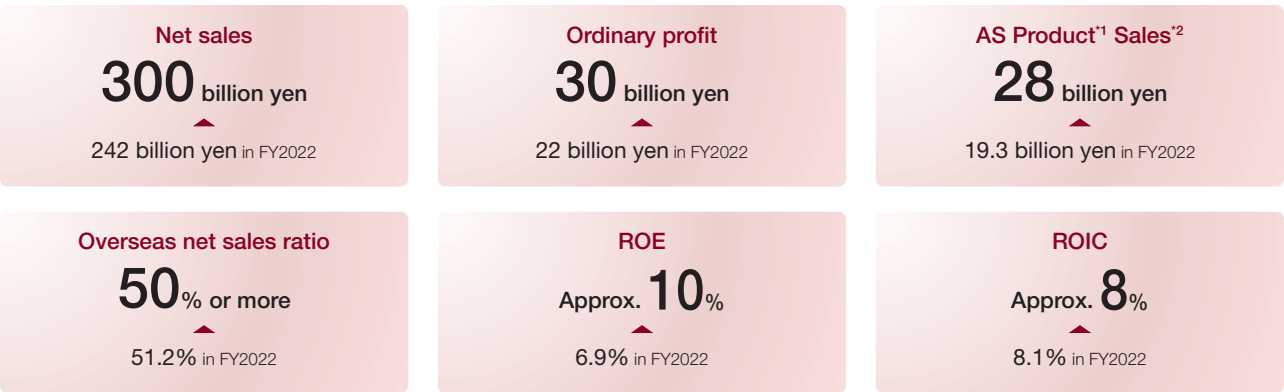 Net sales
300 billion yen
242 billion yen in FY2022
Ordinary profit
30 billion yen
22 billion yen in FY2022
AS Product*1 Sales*2
28 billion yen
19.3 billion yen in FY2022
Overseas net sales ratio
50% or more
51.2% in FY2022
ROE
Approx. 10%
6.9% in FY2022
ROIC
Approx. 8%
8.1% in FY2022